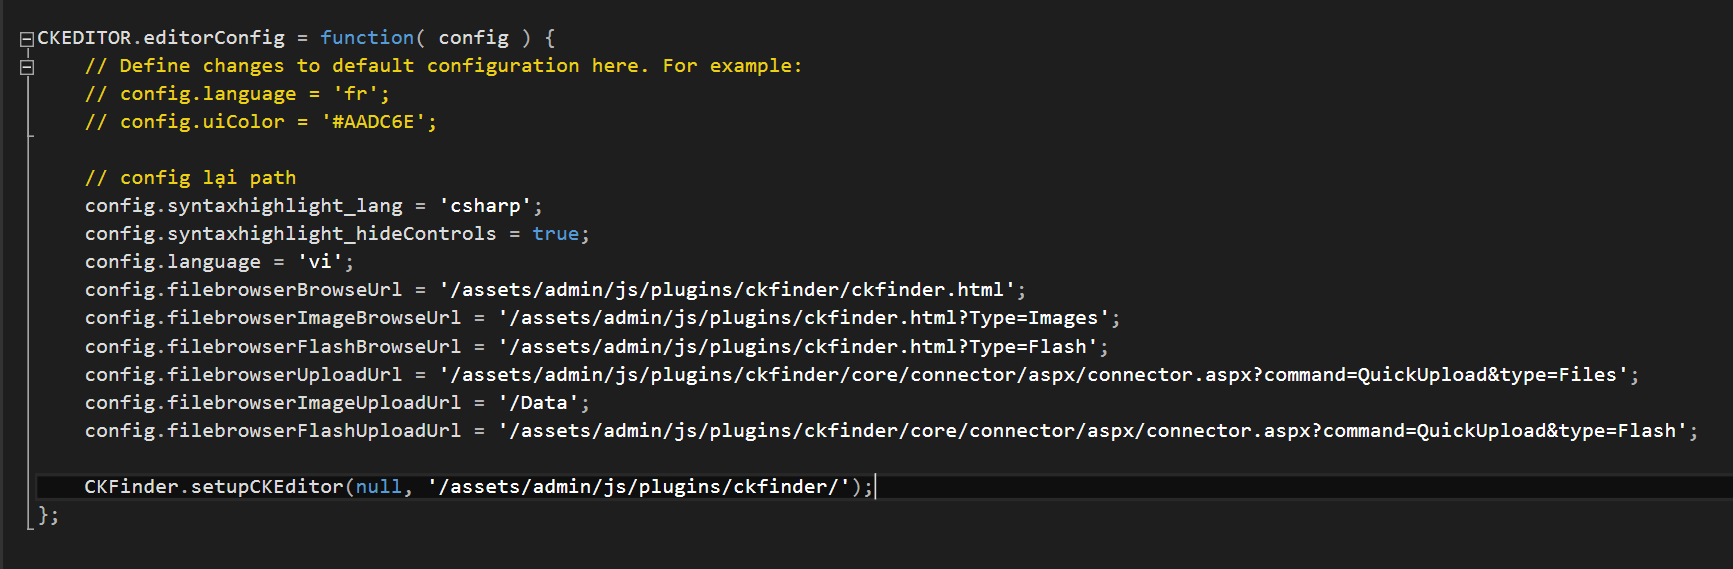 CKEDITOR.editorConfig = function( config ) {
    // Define changes to default configuration here. For example:
    // config.language = 'fr';
    // config.uiColor = '#AADC6E';
    // config lại path
    config.syntaxhighlight_lang = 'csharp';
    config.syntaxhighlight_hideControls = true;
    config.language = 'vi';
    config.filebrowserBrowseUrl = '/assets/admin/js/plugins/ckfinder/ckfinder.html';
    config.filebrowserImageBrowseUrl = '/assets/admin/js/plugins/ckfinder.html?Type=Images';
    config.filebrowserFlashBrowseUrl = '/assets/admin/js/plugins/ckfinder.html?Type=Flash';
    config.filebrowserUploadUrl = '/assets/admin/js/plugins/ckfinder/core/connector/aspx/connector.aspx?command=QuickUpload&type=Files';
    config.filebrowserImageUploadUrl = '/Data';
    config.filebrowserFlashUploadUrl = '/assets/admin/js/plugins/ckfinder/core/connector/aspx/connector.aspx?command=QuickUpload&type=Flash';
    CKFinder.setupCKEditor(null, '/assets/admin/js/plugins/ckfinder/');
};